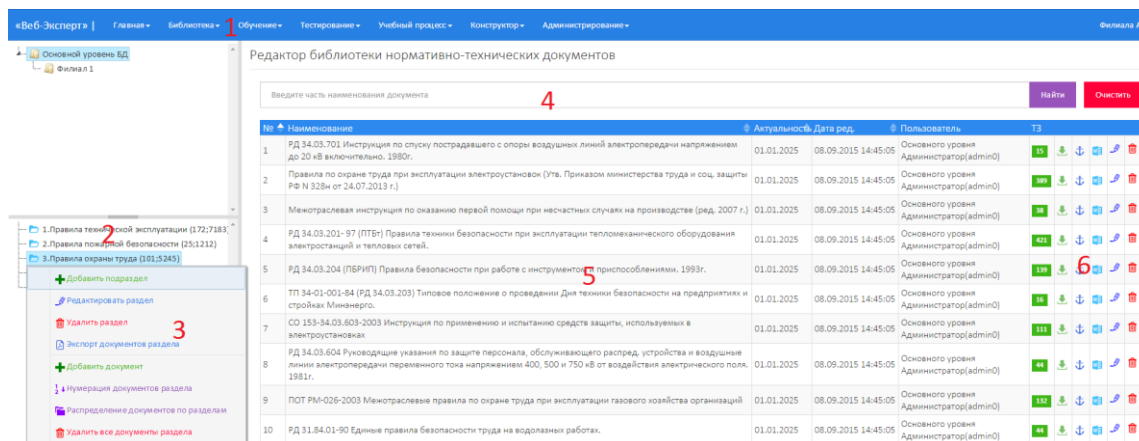 «Веб-Эксперт» | Главная Библиотека 1 Обучение Тестирование Учебный процесс Конструктор Администрирование Филиала А
Основной уровень БД
Филиал 1
Редактор библиотеки нормативно-технических документов
Введите часть наименования документа 4 Найти Очистить
№ Наименование Актуальность Дата ред. Пользователь ТЗ
1 РД 34.03.701 Инструкция по спуску пострадавшего с опоры воздушных линий электропередачи напряжением
до 20 кВ включительно. 1980г. 01.01.2025 08.09.2015 14:45:05 Основного уровня
Администратор(admin0) 15
2 Правила по охране труда при эксплуатации электроустановок (Утв. Приказом министерства труда и соц. защиты
РФ N 328н от 24.07.2013 г.) 01.01.2025 08.09.2015 14:45:05 Основного уровня
Администратор(admin0) 389
3 Межотраслевая инструкция по оказанию первой помощи при несчастных случаях на производстве (ред. 2007 г.) 01.01.2025 08.09.2015 14:45:05 Основного уровня
Администратор(admin0) 38
4 РД 34.03.201- 97 (ПТБт) Правила техники безопасности при эксплуатации тепломеханического оборудования
электростанций и тепловых сетей. 01.01.2025 08.09.2015 14:45:05 Основного уровня
Администратор(admin0) 421
5 РД 34.03.204 (ПБРИП) Правила безопасности при работе с инструментом и приспособлениями. 1993г. 5 01.01.2025 08.09.2015 14:45:05 Основного уровня
Администратор(admin0) 139 6
6 ТП 34-01-001-84 (РД 34.03.203) Типовое положение о проведении Дня техники безопасности на предприятиях и
стройках Минэнерго. 01.01.2025 08.09.2015 14:45:05 Основного уровня
Администратор(admin0) 16
7 СО 153-34.03.603-2003 Инструкция по применению и испытанию средств защиты, используемых в
электроустановках 01.01.2025 08.09.2015 14:45:05 Основного уровня
Администратор(admin0) 111
8 РД 34.03.604 Руководящие указания по защите персонала, обслуживающего распред. устройства и воздушные
линии электропередачи переменного тока напряжением 400, 500 и 750 кВ от воздействия электрического поля.
1981г. 01.01.2025 08.09.2015 14:45:05 Основного уровня
Администратор(admin0) 44
9 ПОТ РМ-026-2003 Межотраслевые правила по охране труда при эксплуатации газового хозяйства организаций 01.01.2025 08.09.2015 14:45:05 Основного уровня
Администратор(admin0) 132
10 РД 31.84.01-90 Единые правила безопасности труда на водолазных работах. 01.01.2025 08.09.2015 14:45:05 Основного уровня
Администратор(admin0) 44
1.Правила технической эксплуатации (172;7183)
2
2.Правила пожарной безопасности (25;1212)
3.Правила охраны труда (101;5245)
Добавить подраздел
Редактировать раздел
Удалить раздел 3
Экспорт документов раздела
Добавить документ
Нумерация документов раздела
Распределение документов по разделам
Удалить все документы раздела